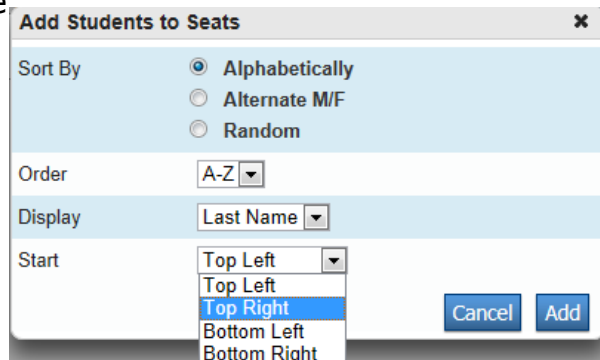 e
Add Students to Seats x
Sort By Alphabetically
Alternate M/F
Random
Order A-Z
Display Last Name
Start Top Left
Top Left
Top Right
Cancel Add
Bottom Left
Bottom Right